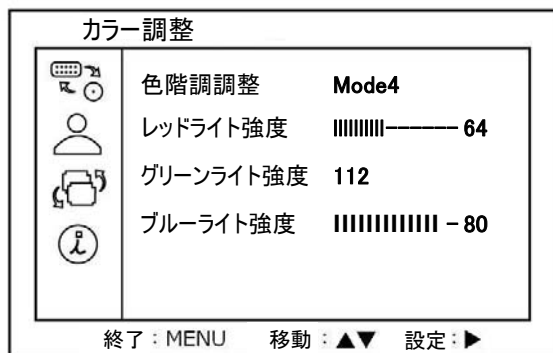 カラー調整
色階調調整 Mode4
レッドライト強度 IIIIIIIIII------ 64
グリーンライト強度 112
ブルーライト強度 IIIIIIIIIIIII - 80
終了：MENU 移動：▲▼ 設定：▶